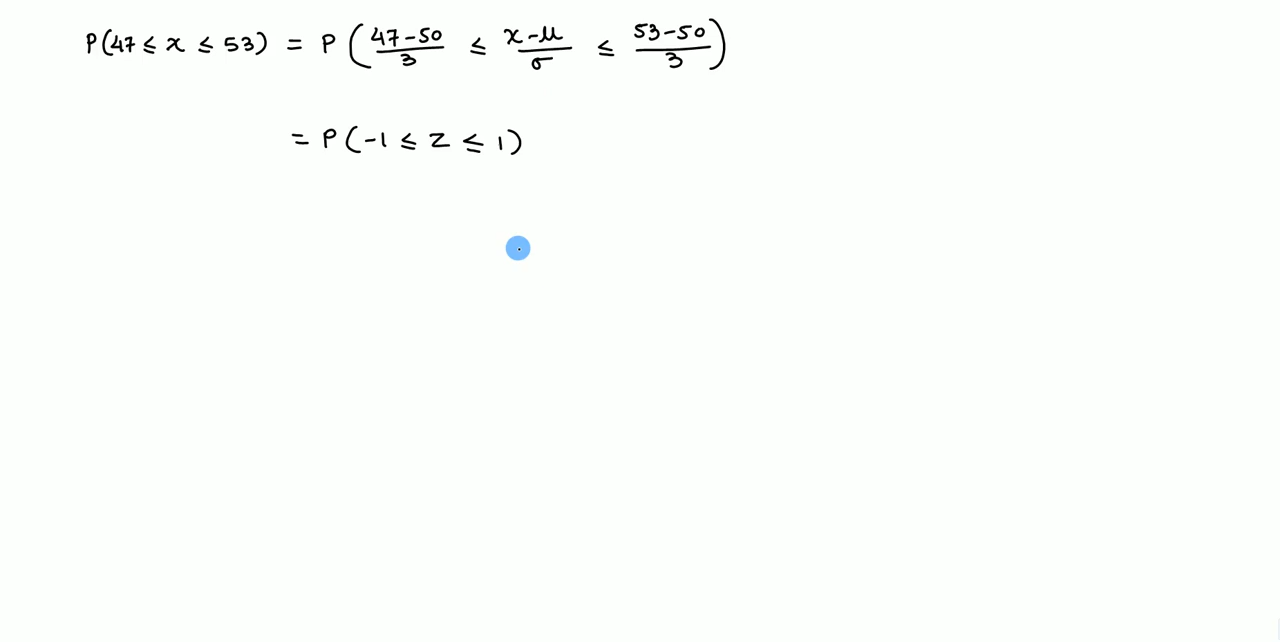 P(47 ≤ x ≤ 53) = P((47-50)/3 ≤ (x-μ)/σ ≤ (53-50)/3)
= P(-1 ≤ Z ≤ 1)